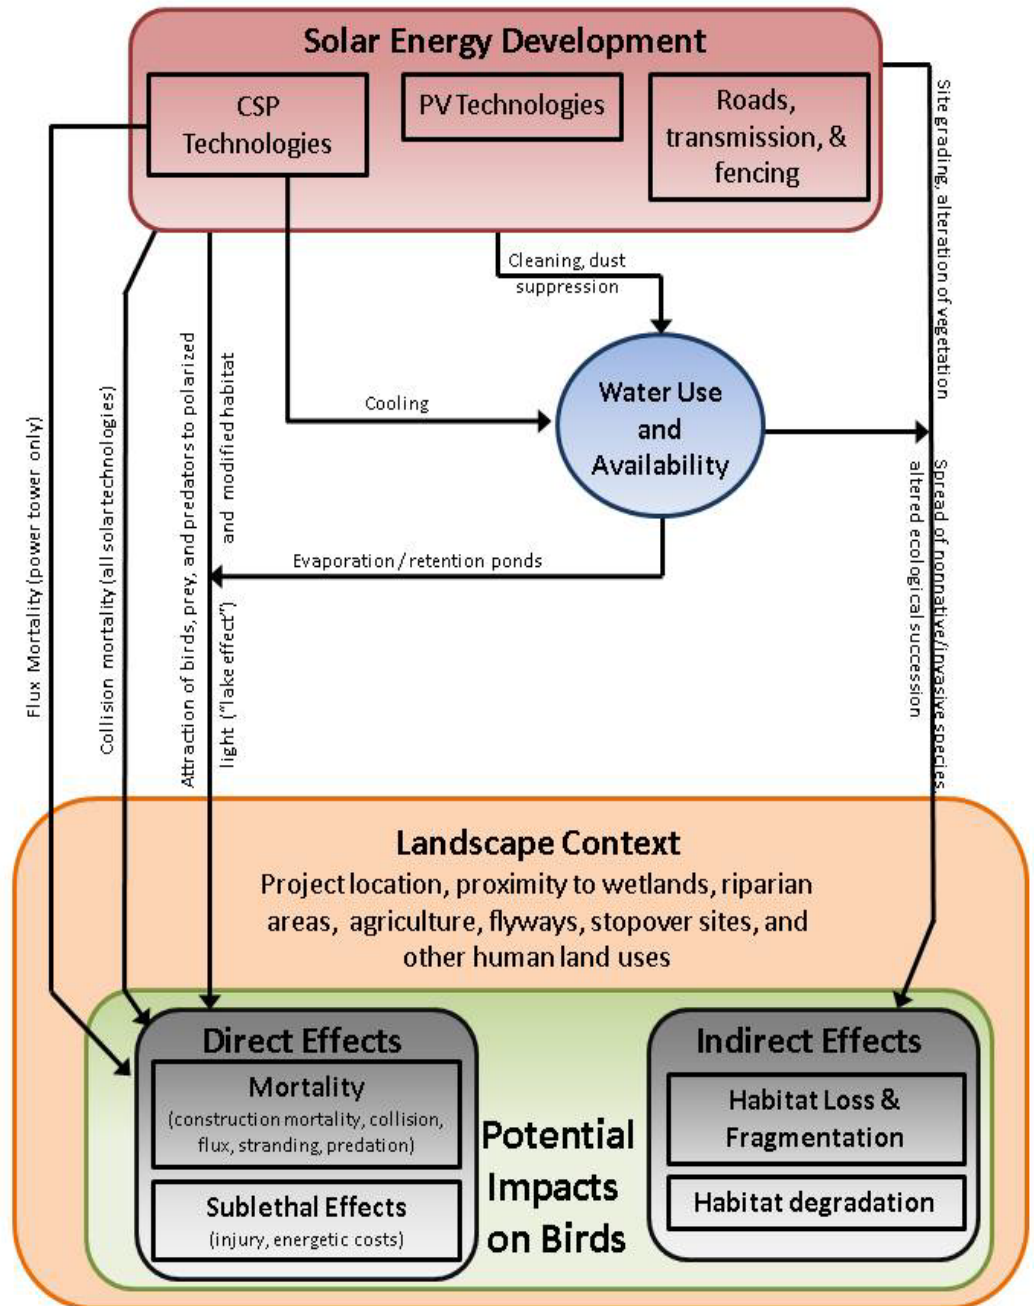 Solar Energy Development
CSP
Technologies
PV Technologies
Roads,
transmission, &
fencing
Site grading, alteration of vegetation
Cleaning, dust
suppression
Water Use
and
Availability
Cooling
Evaporation / retention ponds
Flux Mortality (power tower only)
Collision mortality (all solar technologies)
Attraction of birds, prey, and predators to polarized
light ("lake effect") and modified habitat
Spread of nonnative/invasive species,
altered ecological succession
Landscape Context
Project location, proximity to wetlands, riparian
areas, agriculture, flyways, stopover sites, and
other human land uses
Direct Effects
Mortality
(construction mortality, collision,
flux, stranding, predation)
Sublethal Effects
(injury, energetic costs)
Potential
Impacts
on Birds
Indirect Effects
Habitat Loss &
Fragmentation
Habitat degradation